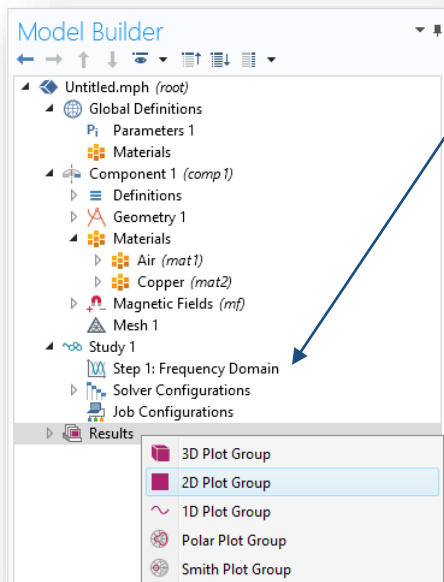 Model Builder
Untitled.mph (root)
Global Definitions
Pi Parameters 1
Materials
Component 1 (comp1)
Definitions
Geometry 1
Materials
Air (mat1)
Copper (mat2)
Magnetic Fields (mf)
Mesh 1
Study 1
Step 1: Frequency Domain
Solver Configurations
Job Configurations
Results
3D Plot Group
2D Plot Group
1D Plot Group
Polar Plot Group
Smith Plot Group